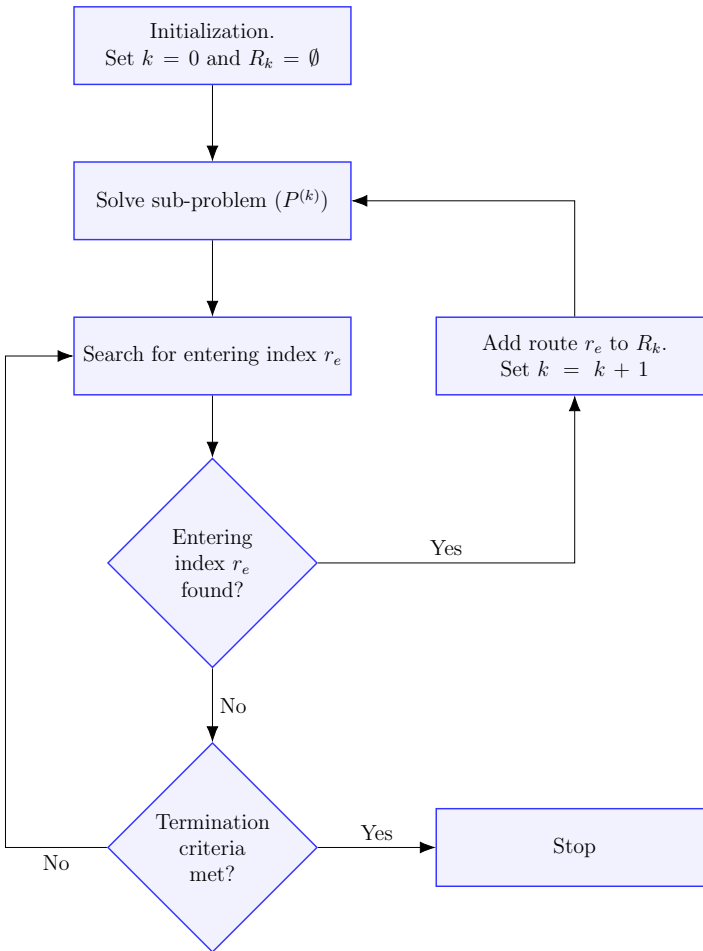 Initialization.
Set k = 0 and R_k = ∅
Solve sub-problem (P^(k))
Search for entering index r_e
Add route r_e to R_k.
Set k = k + 1
Entering
index r_e
found?
Yes
No
Termination
criteria
met?
Yes
No
Stop